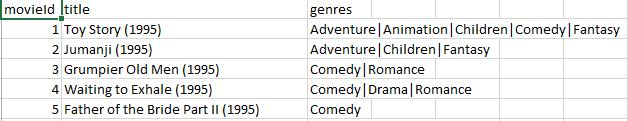 movieId title genres
1 Toy Story (1995) Adventure|Animation|Children|Comedy|Fantasy
2 Jumanji (1995) Adventure|Children|Fantasy
3 Grumpier Old Men (1995) Comedy|Romance
4 Waiting to Exhale (1995) Comedy|Drama|Romance
5 Father of the Bride Part II (1995) Comedy